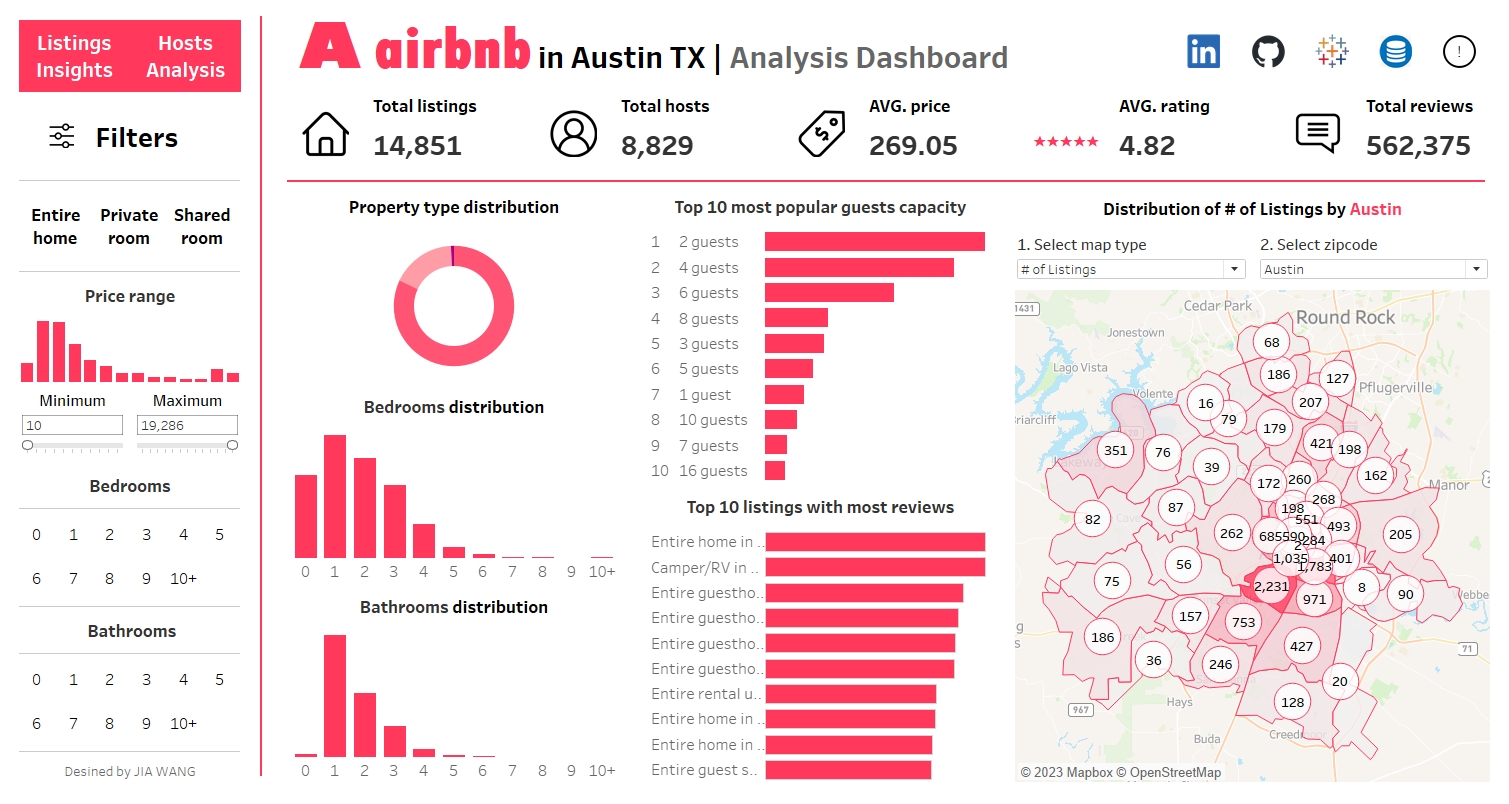 Listings Insights
Hosts Analysis
Filters
Entire home
Private room
Shared room
Price range
Minimum
Maximum
10
19,286
Bedrooms
0 1 2 3 4 5
6 7 8 9 10+
Bathrooms
0 1 2 3 4 5
6 7 8 9 10+
Desined by JIA WANG
A airbnb in Austin TX | Analysis Dashboard
in
!
Total listings
14,851
Total hosts
8,829
$
AVG. price
269.05
AVG. rating
4.82
Total reviews
562,375
Property type distribution
Bedrooms distribution
0 1 2 3 4 5 6 7 8 9 10+
Bathrooms distribution
0 1 2 3 4 5 6 7 8 9 10+
Top 10 most popular guests capacity
1 2 guests
2 4 guests
3 6 guests
4 8 guests
5 3 guests
6 5 guests
7 1 guest
8 10 guests
9 7 guests
10 16 guests
Top 10 listings with most reviews
Entire home in ..
Camper/RV in ..
Entire guestho..
Entire guestho..
Entire guestho..
Entire guestho..
Entire rental u..
Entire home in ..
Entire home in ..
Entire guest s..
Distribution of # of Listings by Austin
1. Select map type
2. Select zipcode
# of Listings
Austin
1431
Cedar Park
Round Rock
Jonestown
68
Lago Vista
186
127
Pflugerville
Volente
16
207
79
Briarcliff
179
421
198
351
76
39
162
172
260
Manor
268
87
198
82
551
493
262
685
590
284
205
2
1,035
1,783
401
56
75
2,231
8
971
90
Webbe
157
753
186
427
71
36
246
20
967
Hays
128
Buda
Creedmoor
© 2023 Mapbox © OpenStreetMap